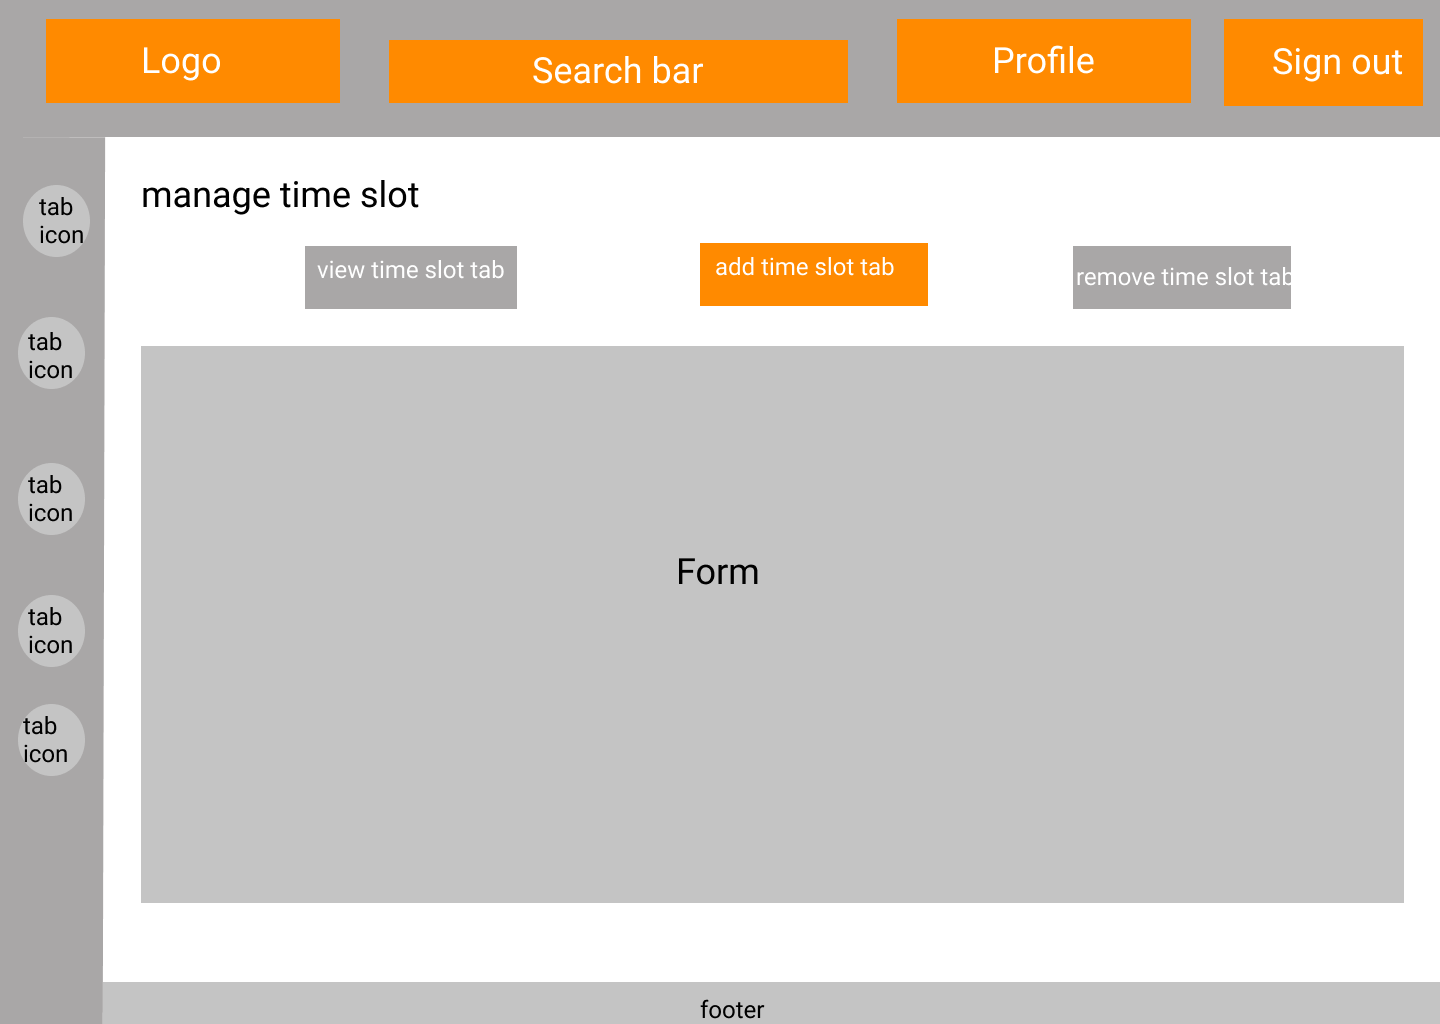 Logo
Search bar
Profile
Sign out
manage time slot
view time slot tab
add time slot tab
remove time slot tab
tab
icon
tab
icon
tab
icon
tab
icon
tab
icon
Form
footer